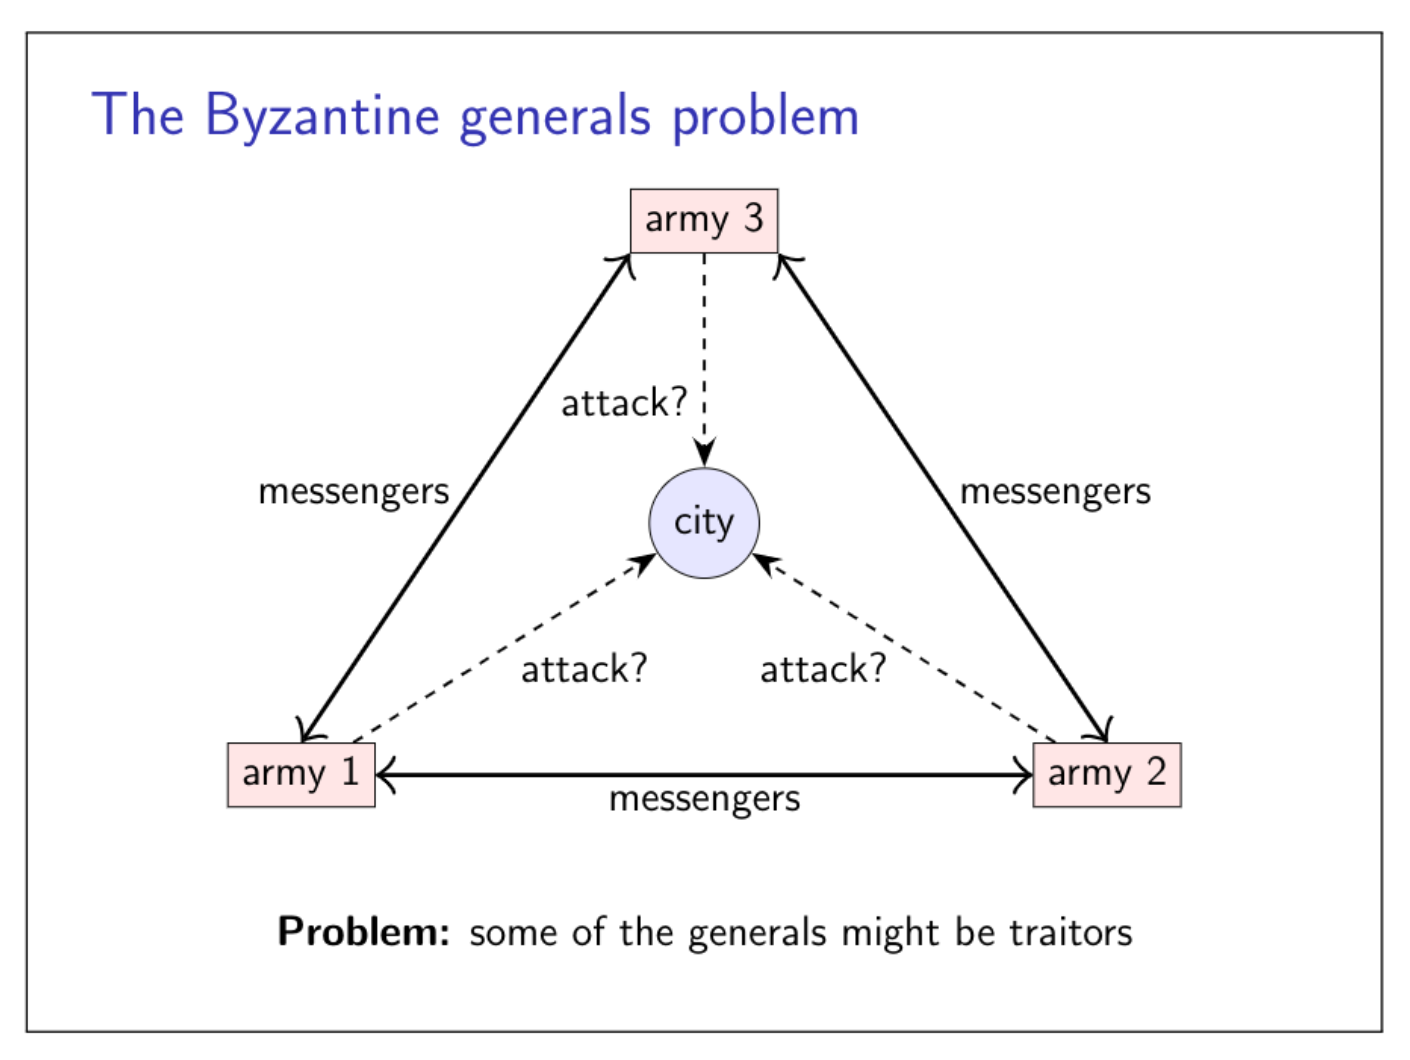 The Byzantine generals problem
army 3
attack?
messengers
messengers
city
attack?
attack?
army 1
army 2
messengers
Problem: some of the generals might be traitors